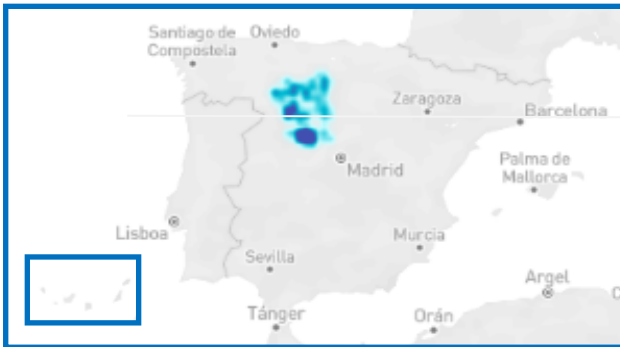 Santiago de
Compostela
Oviedo
Zaragoza
Barcelona
Madrid
Palma de
Mallorca
Lisboa
Murcia
Sevilla
Argel
Tánger
Orán